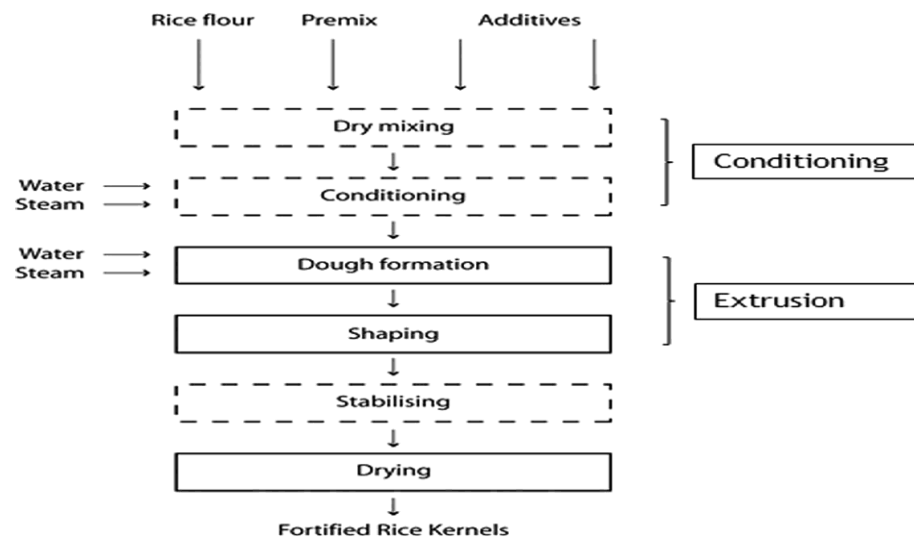 Rice flour Premix Additives
Dry mixing
Conditioning
Water
Steam
Conditioning
Water
Steam
Dough formation
Extrusion
Shaping
Stabilising
Drying
Fortified Rice Kernels